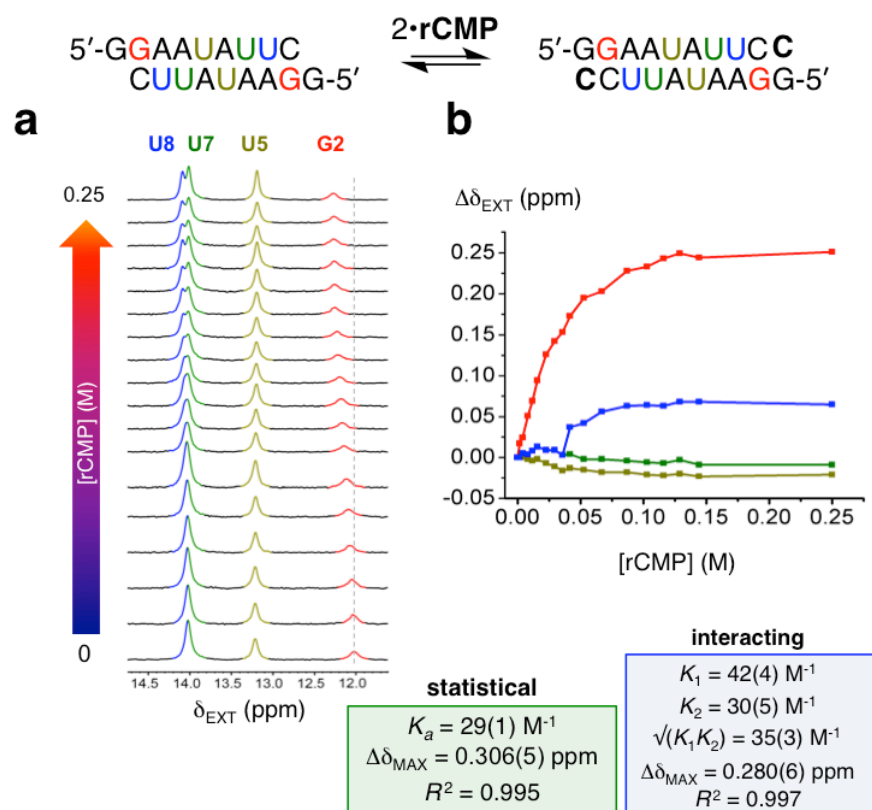 2·rCMP
5′-GGAAUAUUC
CUUAUAAGG-5′
5′-GGAAUAUUCC
CCUUAUAAGG-5′
a
U8 U7 U5 G2
0.25
[rCMP] (M)
0
14.5 14.0 13.5 13.0 12.5 12.0
δEXT (ppm)
b
ΔδEXT (ppm)
0.25
0.20
0.15
0.10
0.05
0.00
-0.05
0.00 0.05 0.10 0.15 0.20 0.25
[rCMP] (M)
statistical
Ka = 29(1) M-1
ΔδMAX = 0.306(5) ppm
R2 = 0.995
interacting
K1 = 42(4) M-1
K2 = 30(5) M-1
√(K1K2) = 35(3) M-1
ΔδMAX = 0.280(6) ppm
R2 = 0.997